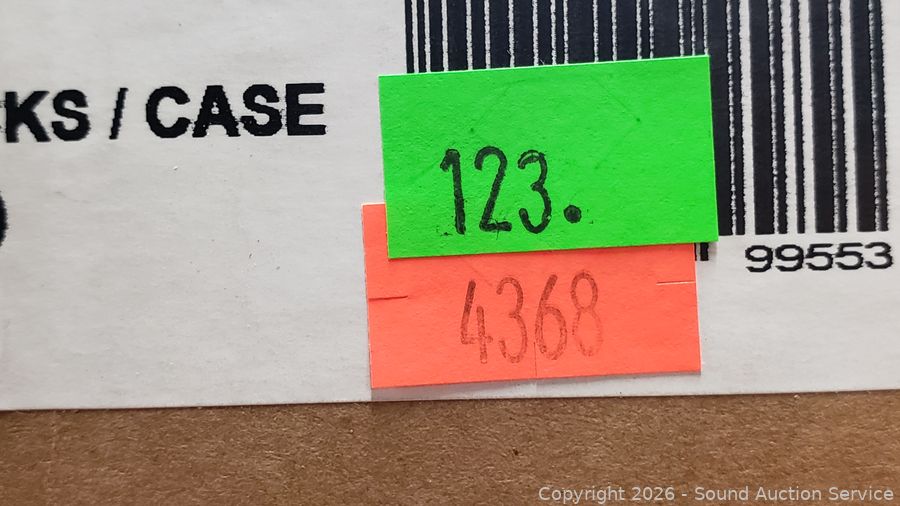 KS / CASE
123.
99553
4368
Copyright 2026 - Sound Auction Service